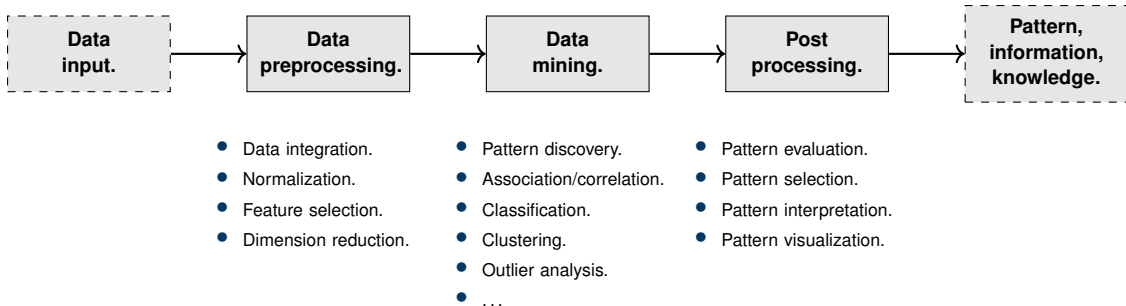 Data
input.
Data
preprocessing.
Data
mining.
Post
processing.
Pattern,
information,
knowledge.
• Data integration.
• Normalization.
• Feature selection.
• Dimension reduction.
• Pattern discovery.
• Association/correlation.
• Classification.
• Clustering.
• Outlier analysis.
• ...
• Pattern evaluation.
• Pattern selection.
• Pattern interpretation.
• Pattern visualization.